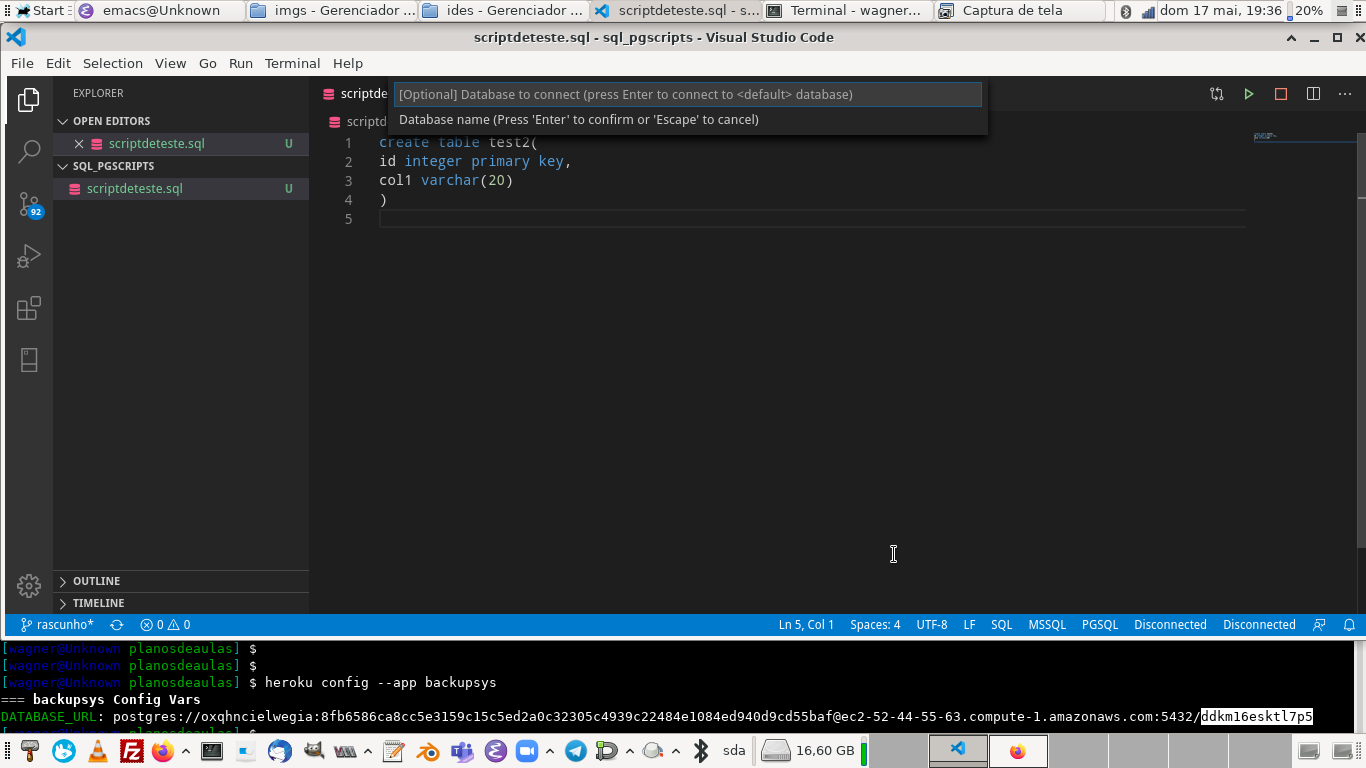 Start
emacs@Unknown
imgs - Gerenciador ...
ides - Gerenciador ...
scriptdeteste.sql - s...
Terminal - wagner...
Captura de tela
dom 17 mai, 19:36
20%
scriptdeteste.sql - sql_pgscripts - Visual Studio Code
File Edit Selection View Go Run Terminal Help
EXPLORER
OPEN EDITORS
scriptdeteste.sql U
SQL_PGSCRIPTS
scriptdeteste.sql U
92
OUTLINE
TIMELINE
scriptde
[Optional] Database to connect (press Enter to connect to <default> database)
Database name (Press 'Enter' to confirm or 'Escape' to cancel)
scriptd
1 create table test2(
2 id integer primary key,
3 col1 varchar(20)
4 )
5
rascunho* 0 0 Ln 5, Col 1 Spaces: 4 UTF-8 LF SQL MSSQL PGSQL Disconnected Disconnected
[wagner@Unknown planosdeaulas] $
[wagner@Unknown planosdeaulas] $
[wagner@Unknown planosdeaulas] $ heroku config --app backupsys
=== backupsys Config Vars
DATABASE_URL: postgres://oxqhncielwegia:8fb6586ca8cc5e3159c15c5ed2a0c32305c4939c22484e1084ed940d9cd55baf@ec2-52-44-55-63.compute-1.amazonaws.com:5432/ddkm16esktl7p5
sda 16,60 GB